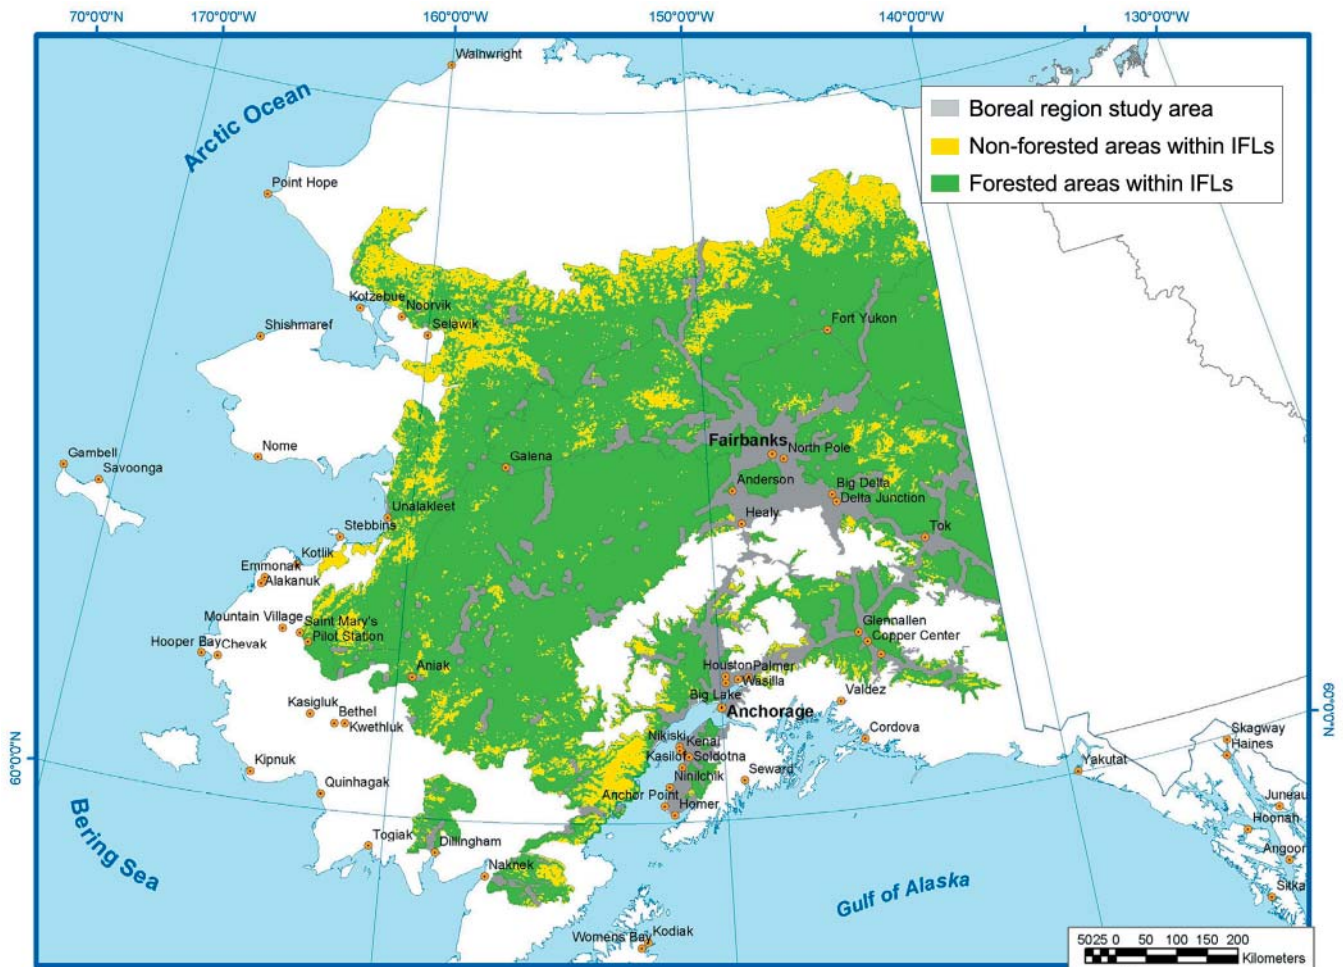 70°0'0"N
170°0'0"W
160°0'0"W
150°0'0"W
140°0'0"W
130°0'0"W
Wainwright
Arctic Ocean
Boreal region study area
Non-forested areas within IFLs
Forested areas within IFLs
Point Hope
Kotzebue
Noorvik
Shishmaref
Selawik
Fort Yukon
Fairbanks
North Pole
Nome
Gambell
Savoonga
Galena
Anderson
Big Delta
Delta Junction
Unalakleet
Healy
Stebbins
Tok
Kotlik
Emmonak
Alakanuk
Mountain Village
Saint Mary's
Pilot Station
Glennallen
Copper Center
Hooper Bay
Chevak
Aniak
Houston
Palmer
Wasilla
Big Lake
Valdez
Kasigluk
Bethel
Kwethluk
Anchorage
60°0'0"N
Skagway
Haines
Nikiski
Kenai
Cordova
Kasilof
Soldotna
60°0'0"N
Kipnuk
Ninilchik
Seward
Yakutat
Quinhagak
Anchor Point
Homer
Juneau
Hoonah
Bering Sea
Togiak
Dillingham
Angoon
Naknek
Gulf of Alaska
Sitka
Womens Bay
Kodiak
5025 0 50 100 150 200
Kilometers